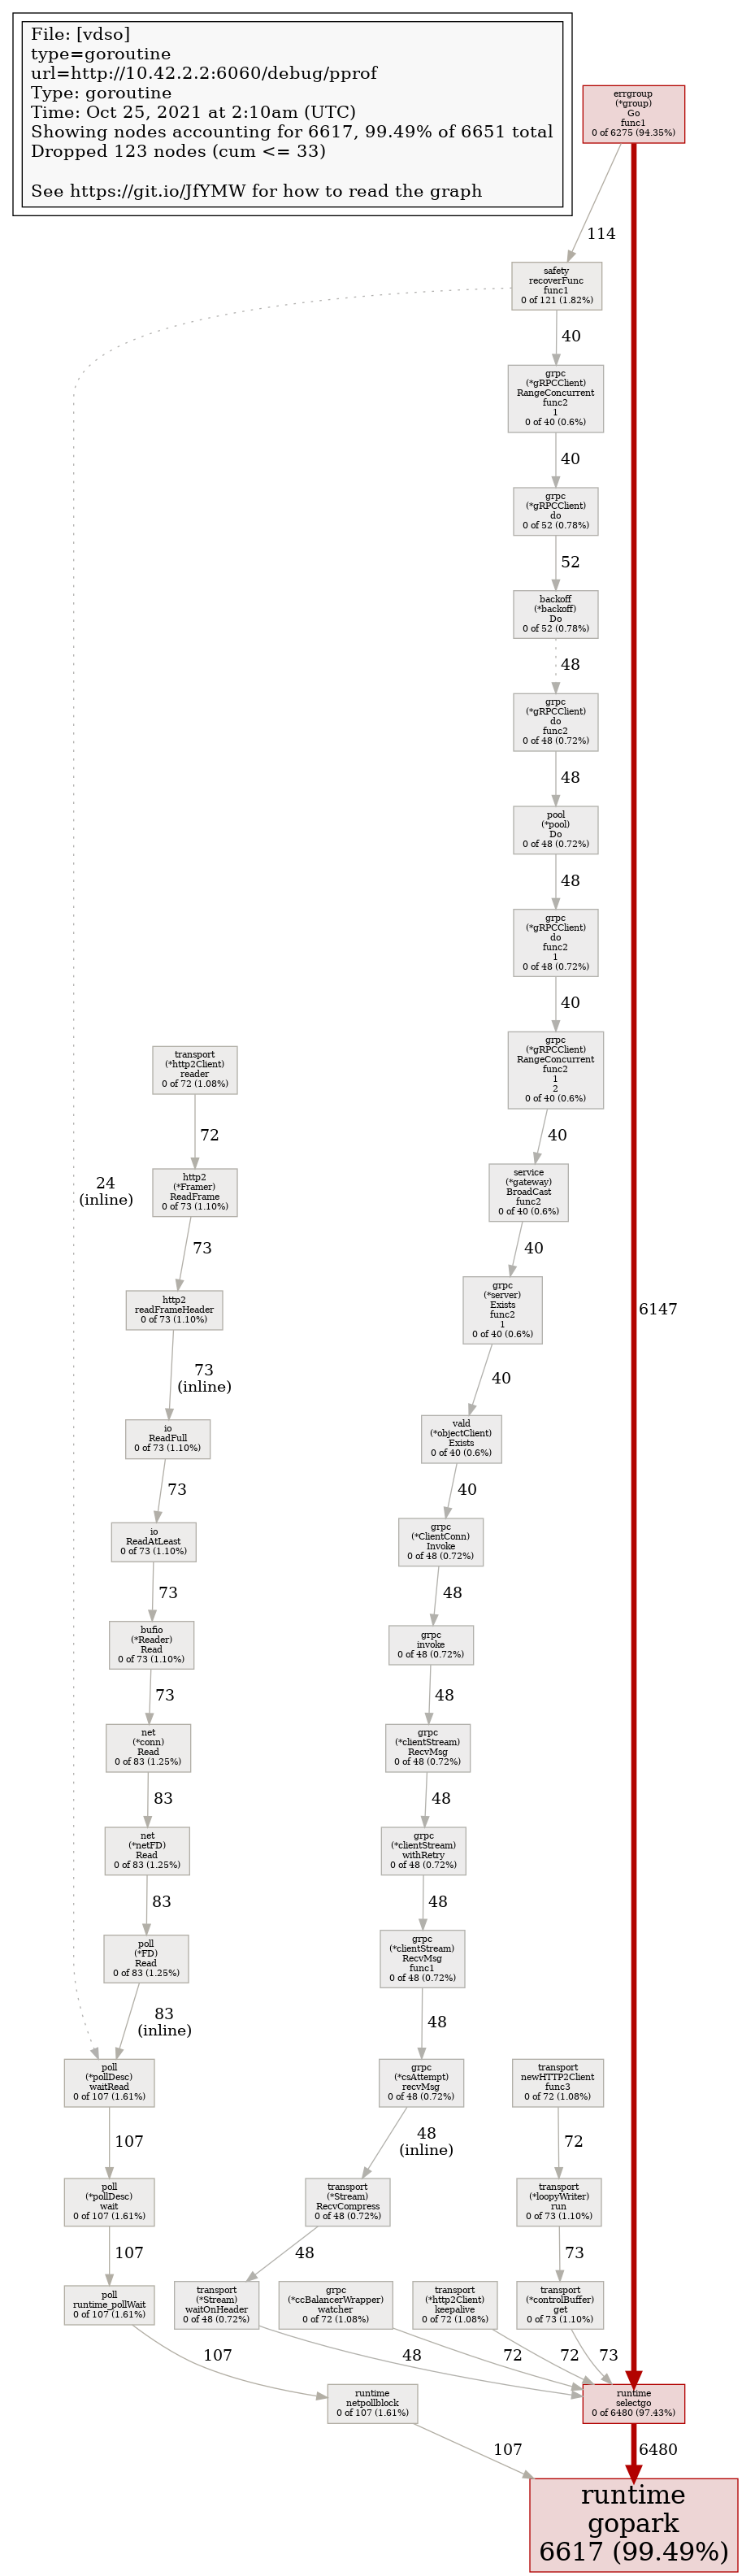 File: [vdso]
type=goroutine
url=http://10.42.2.2:6060/debug/pprof
Type: goroutine
Time: Oct 25, 2021 at 2:10am (UTC)
Showing nodes accounting for 6617, 99.49% of 6651 total
Dropped 123 nodes (cum <= 33)
See https://git.io/JfYMW for how to read the graph
errgroup
(*group)
Go
func1
0 of 6275 (94.35%)
114
safety
recoverFunc
func1
0 of 121 (1.82%)
40
grpc
(*gRPCClient)
RangeConcurrent
func2
1
0 of 40 (0.6%)
40
grpc
(*gRPCClient)
do
0 of 52 (0.78%)
52
backoff
(*backoff)
Do
0 of 52 (0.78%)
48
grpc
(*gRPCClient)
do
func2
0 of 48 (0.72%)
48
pool
(*pool)
Do
0 of 48 (0.72%)
48
grpc
(*gRPCClient)
do
func2
1
0 of 48 (0.72%)
40
grpc
(*gRPCClient)
RangeConcurrent
func2
1
2
0 of 40 (0.6%)
40
service
(*gateway)
BroadCast
func2
0 of 40 (0.6%)
40
grpc
(*server)
Exists
func2
1
0 of 40 (0.6%)
40
vald
(*objectClient)
Exists
0 of 40 (0.6%)
40
grpc
(*ClientConn)
Invoke
0 of 48 (0.72%)
48
grpc
invoke
0 of 48 (0.72%)
48
grpc
(*clientStream)
RecvMsg
0 of 48 (0.72%)
48
grpc
(*clientStream)
withRetry
0 of 48 (0.72%)
48
grpc
(*clientStream)
RecvMsg
func1
0 of 48 (0.72%)
48
grpc
(*csAttempt)
recvMsg
0 of 48 (0.72%)
48
(inline)
transport
(*Stream)
RecvCompress
0 of 48 (0.72%)
48
transport
(*Stream)
waitOnHeader
0 of 48 (0.72%)
48
transport
(*http2Client)
reader
0 of 72 (1.08%)
72
http2
(*Framer)
ReadFrame
0 of 73 (1.10%)
73
http2
readFrameHeader
0 of 73 (1.10%)
73
(inline)
io
ReadFull
0 of 73 (1.10%)
73
io
ReadAtLeast
0 of 73 (1.10%)
73
bufio
(*Reader)
Read
0 of 73 (1.10%)
73
net
(*conn)
Read
0 of 83 (1.25%)
83
net
(*netFD)
Read
0 of 83 (1.25%)
83
poll
(*FD)
Read
0 of 83 (1.25%)
83
(inline)
24
(inline)
poll
(*pollDesc)
waitRead
0 of 107 (1.61%)
107
poll
(*pollDesc)
wait
0 of 107 (1.61%)
107
poll
runtime_pollWait
0 of 107 (1.61%)
107
runtime
netpollblock
0 of 107 (1.61%)
107
grpc
(*ccBalancerWrapper)
watcher
0 of 72 (1.08%)
72
transport
(*http2Client)
keepalive
0 of 72 (1.08%)
72
transport
newHTTP2Client
func3
0 of 72 (1.08%)
72
transport
(*loopyWriter)
run
0 of 73 (1.10%)
73
transport
(*controlBuffer)
get
0 of 73 (1.10%)
73
6147
runtime
selectgo
0 of 6480 (97.43%)
6480
runtime
gopark
6617 (99.49%)